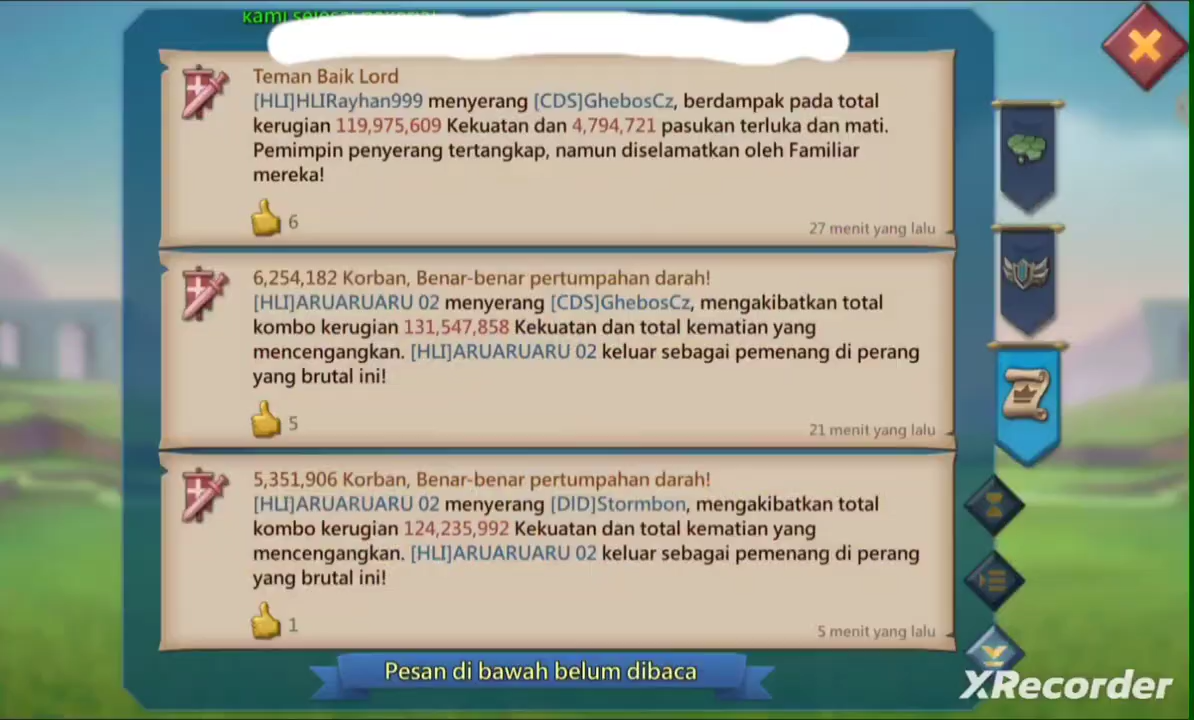 kami selesai
Teman Baik Lord
[HLI]HLIRayhan999 menyerang [CDS]GhebosCz, berdampak pada total
kerugian 119,975,609 Kekuatan dan 4,794,721 pasukan terluka dan mati.
Pemimpin penyerang tertangkap, namun diselamatkan oleh Familiar
mereka!
6
27 menit yang lalu
6,254,182 Korban, Benar-benar pertumpahan darah!
[HLI]ARUARUARU 02 menyerang [CDS]GhebosCz, mengakibatkan total
kombo kerugian 131,547,858 Kekuatan dan total kematian yang
mencengangkan. [HLI]ARUARUARU 02 keluar sebagai pemenang di perang
yang brutal ini!
5
21 menit yang lalu
5,351,906 Korban, Benar-benar pertumpahan darah!
[HLI]ARUARUARU 02 menyerang [DID]Stormbon, mengakibatkan total
kombo kerugian 124,235,992 Kekuatan dan total kematian yang
mencengangkan. [HLI]ARUARUARU 02 keluar sebagai pemenang di perang
yang brutal ini!
1
5 menit yang lalu
Pesan di bawah belum dibaca
XRecorder